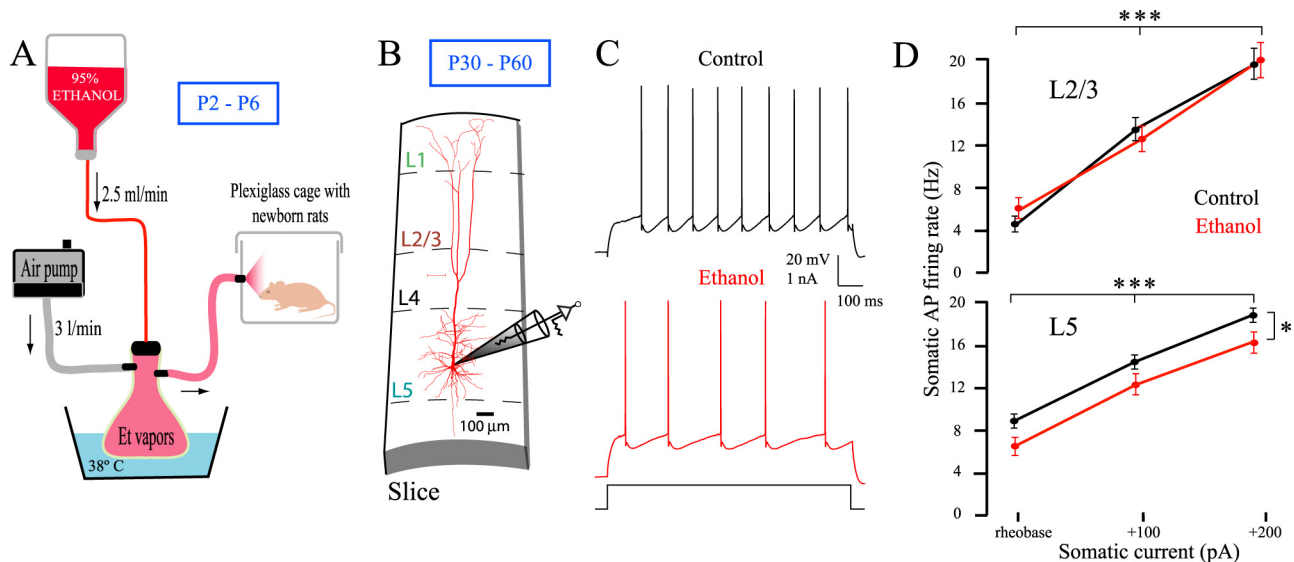 A
95%
ETHANOL
P2 - P6
2.5 ml/min
Plexiglass cage with
newborn rats
Air pump
3 l/min
Et vapors
38º C
B
P30 - P60
L1
L2/3
L4
L5
100 μm
Slice
C
Control
20 mV
1 nA
100 ms
Ethanol
D
***
Somatic AP firing rate (Hz)
20
16
12
8
4
0
L2/3
Control
Ethanol
***
20
16
12
8
4
0
L5
*
rheobase
+100
+200
Somatic current (pA)